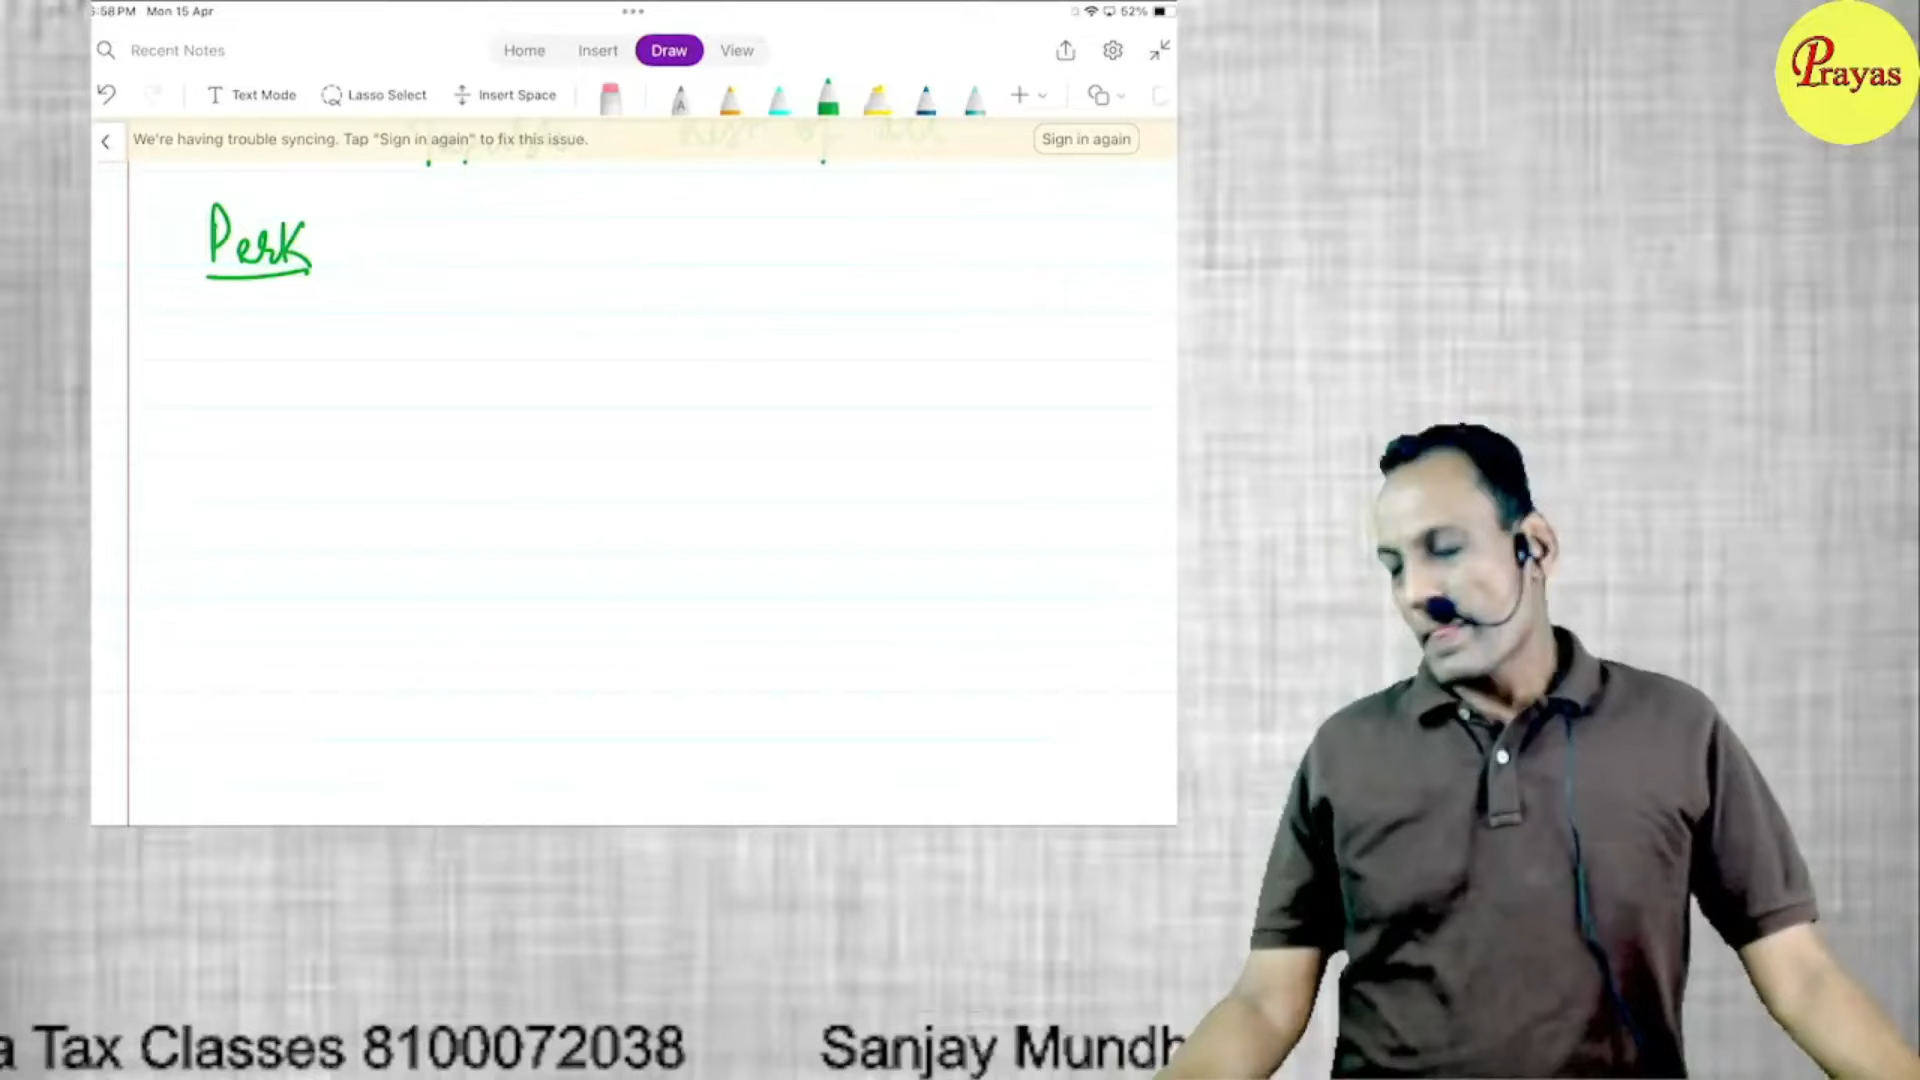 :58 PM Mon 15 Apr
52%
Recent Notes
Home Insert Draw View
Text Mode Lasso Select Insert Space
A
We're having trouble syncing. Tap "Sign in again" to fix this issue.
Sign in again
Perk
Prayas
a Tax Classes 8100072038 Sanjay Mundh